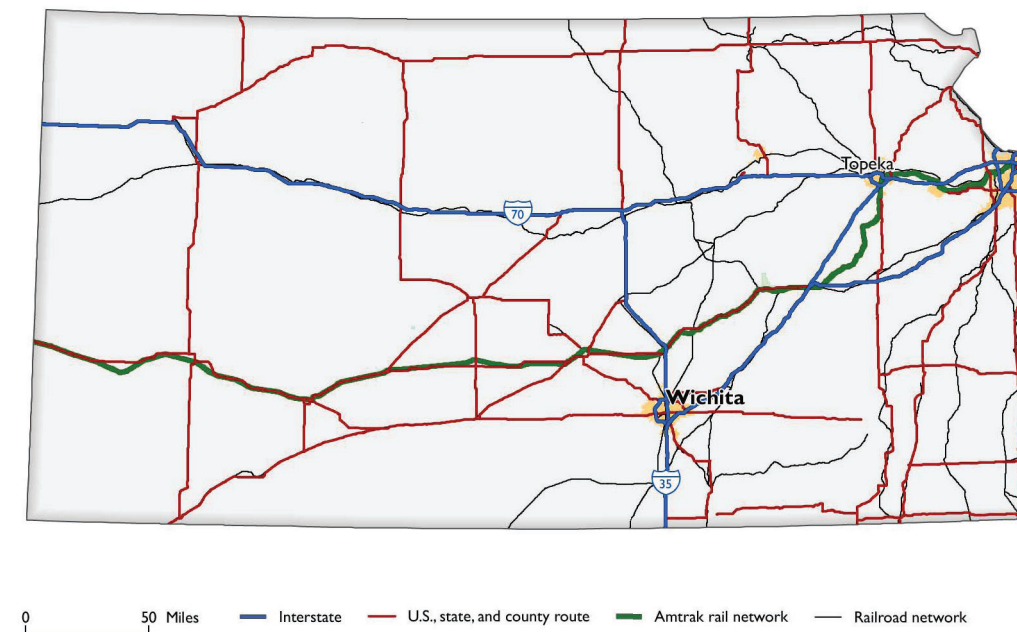 Topeka
70
Wichita
35
0 50 Miles Interstate U.S., state, and county route Amtrak rail network Railroad network